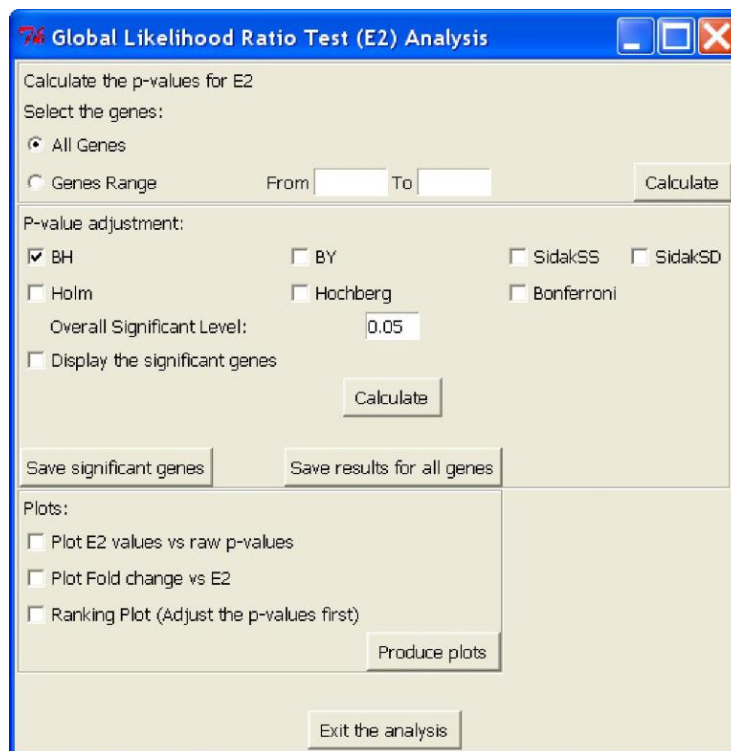 Global Likelihood Ratio Test (E2) Analysis
Calculate the p-values for E2
Select the genes:
All Genes
Genes Range From To Calculate
P-value adjustment:
BH BY SidakSS SidakSD
Holm Hochberg Bonferroni
Overall Significant Level: 0.05
Display the significant genes
Calculate
Save significant genes Save results for all genes
Plots:
Plot E2 values vs raw p-values
Plot Fold change vs E2
Ranking Plot (Adjust the p-values first)
Produce plots
Exit the analysis